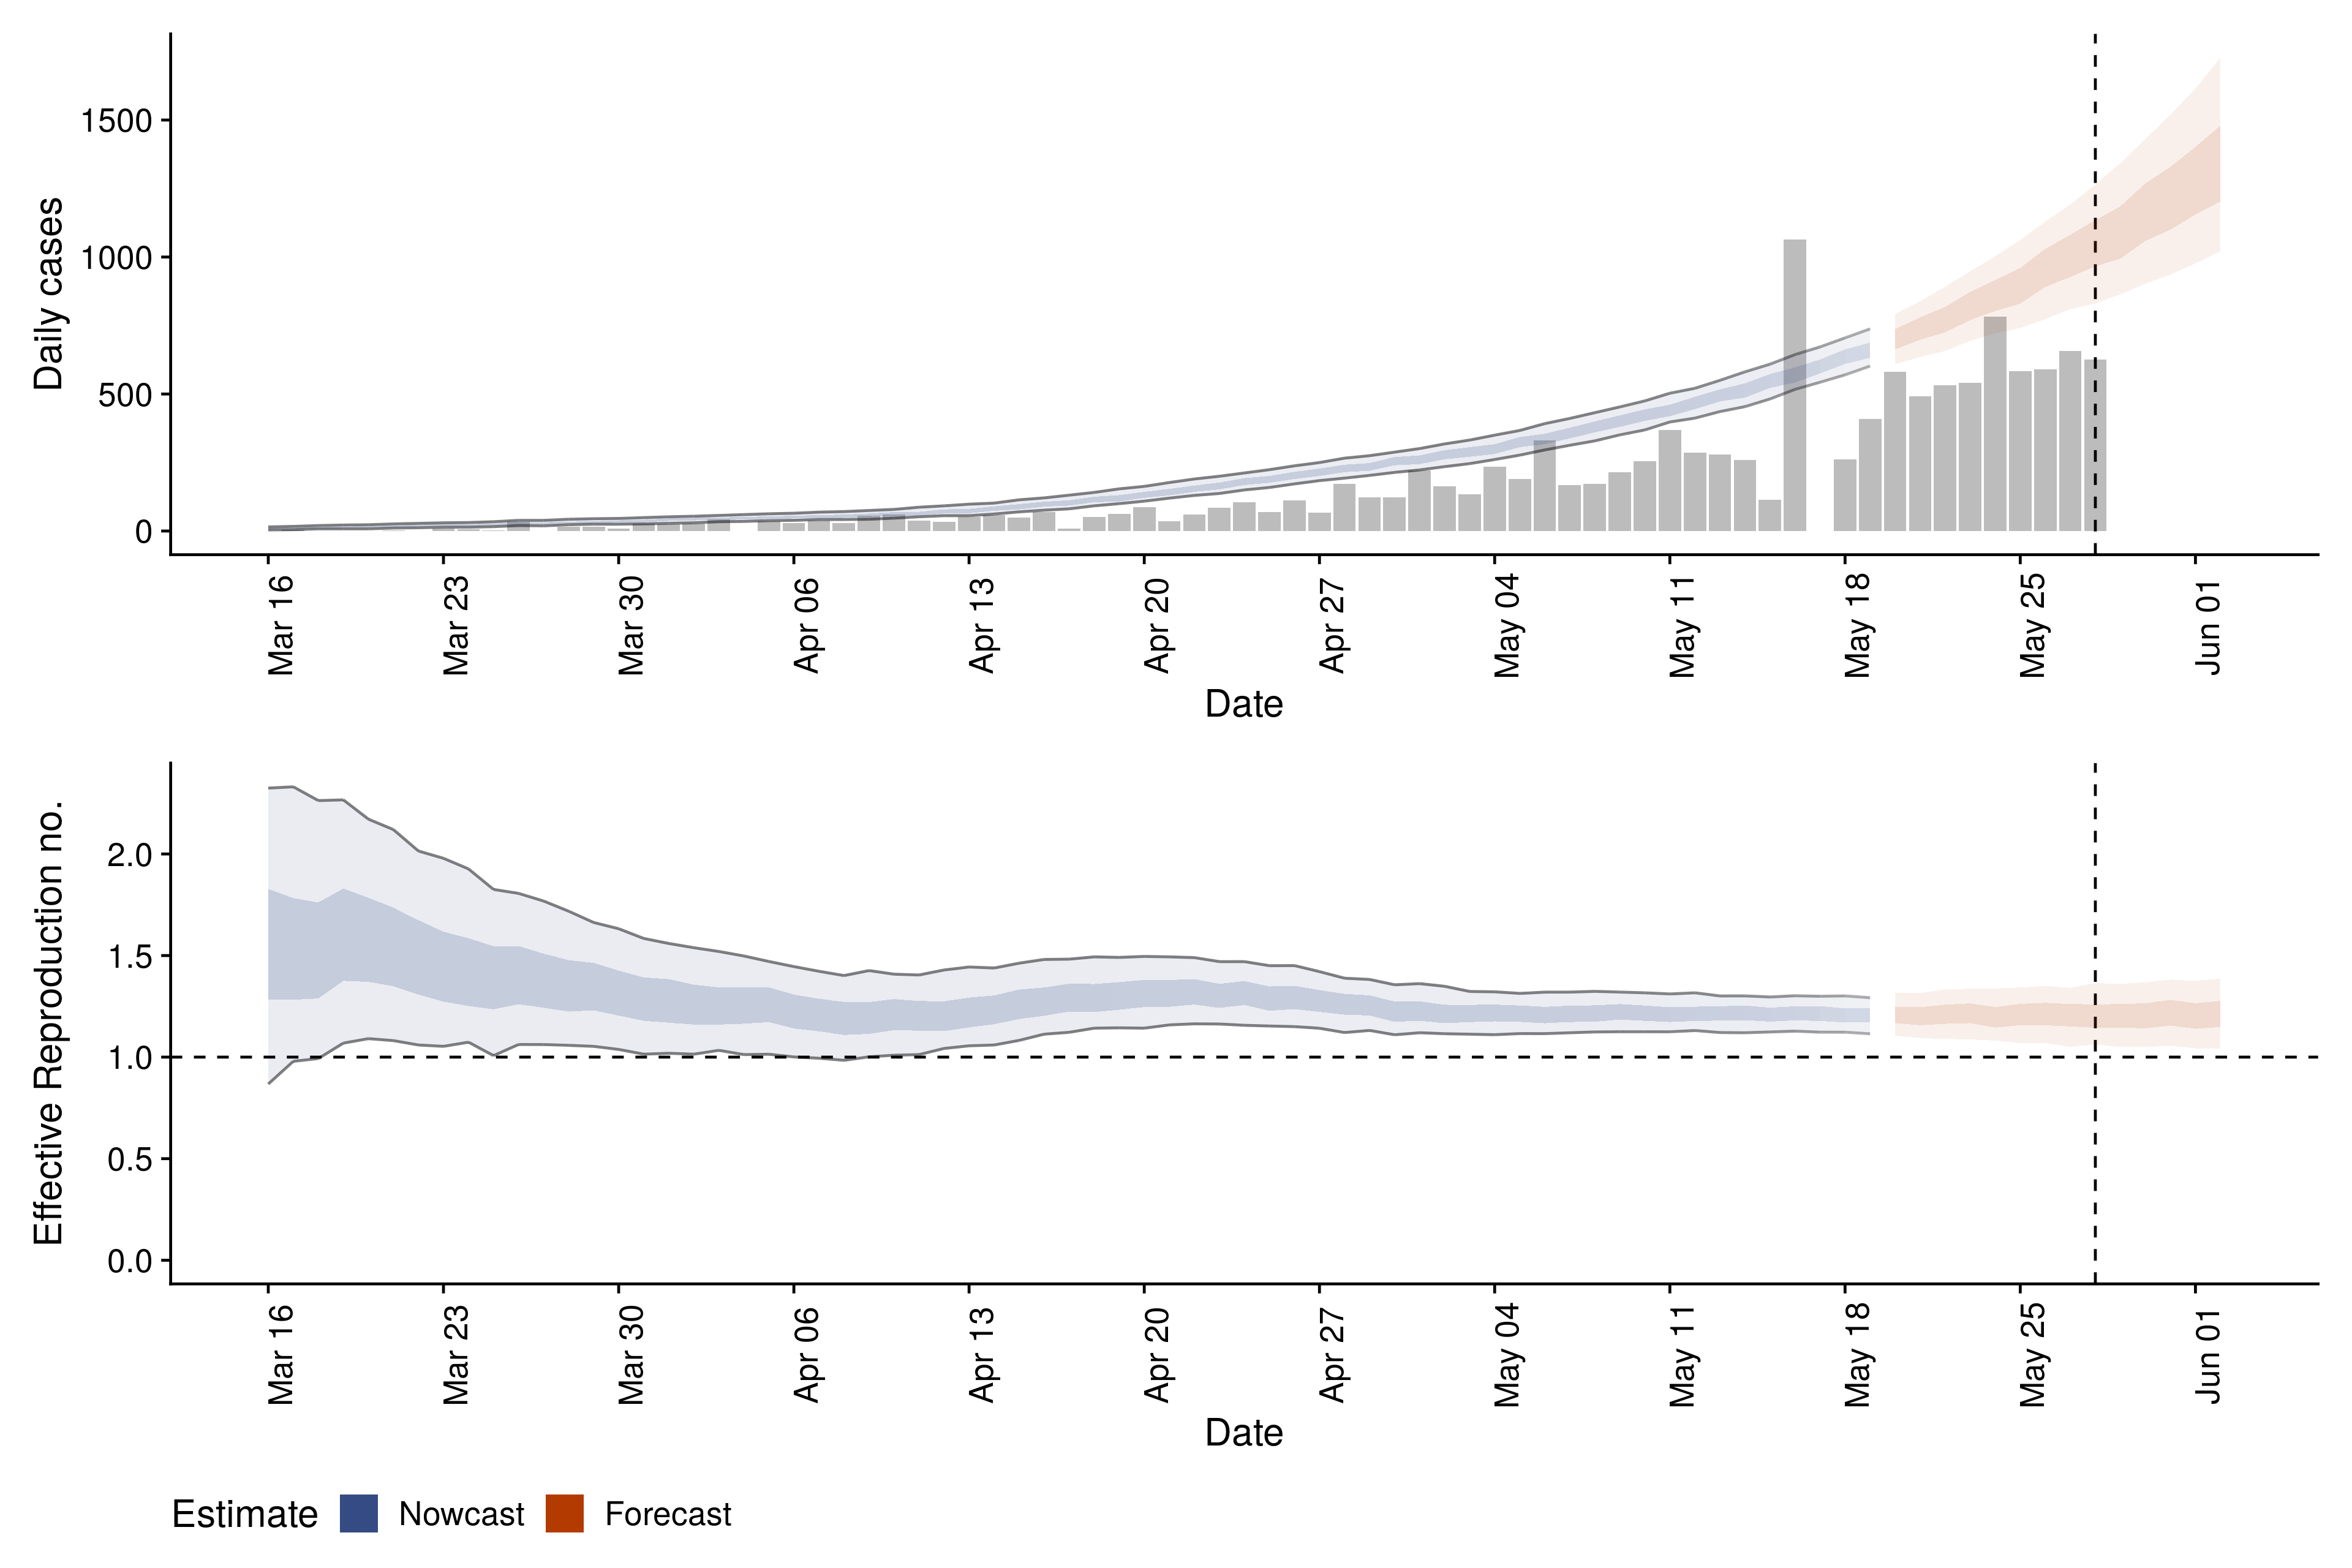 Daily cases
1500
1000
500
0
Mar 16
Mar 23
Mar 30
Apr 06
Apr 13
Apr 20
Apr 27
May 04
May 11
May 18
May 25
Jun 01
Date
Effective Reproduction no.
2.0
1.5
1.0
0.5
0.0
Mar 16
Mar 23
Mar 30
Apr 06
Apr 13
Apr 20
Apr 27
May 04
May 11
May 18
May 25
Jun 01
Date
Estimate Nowcast Forecast